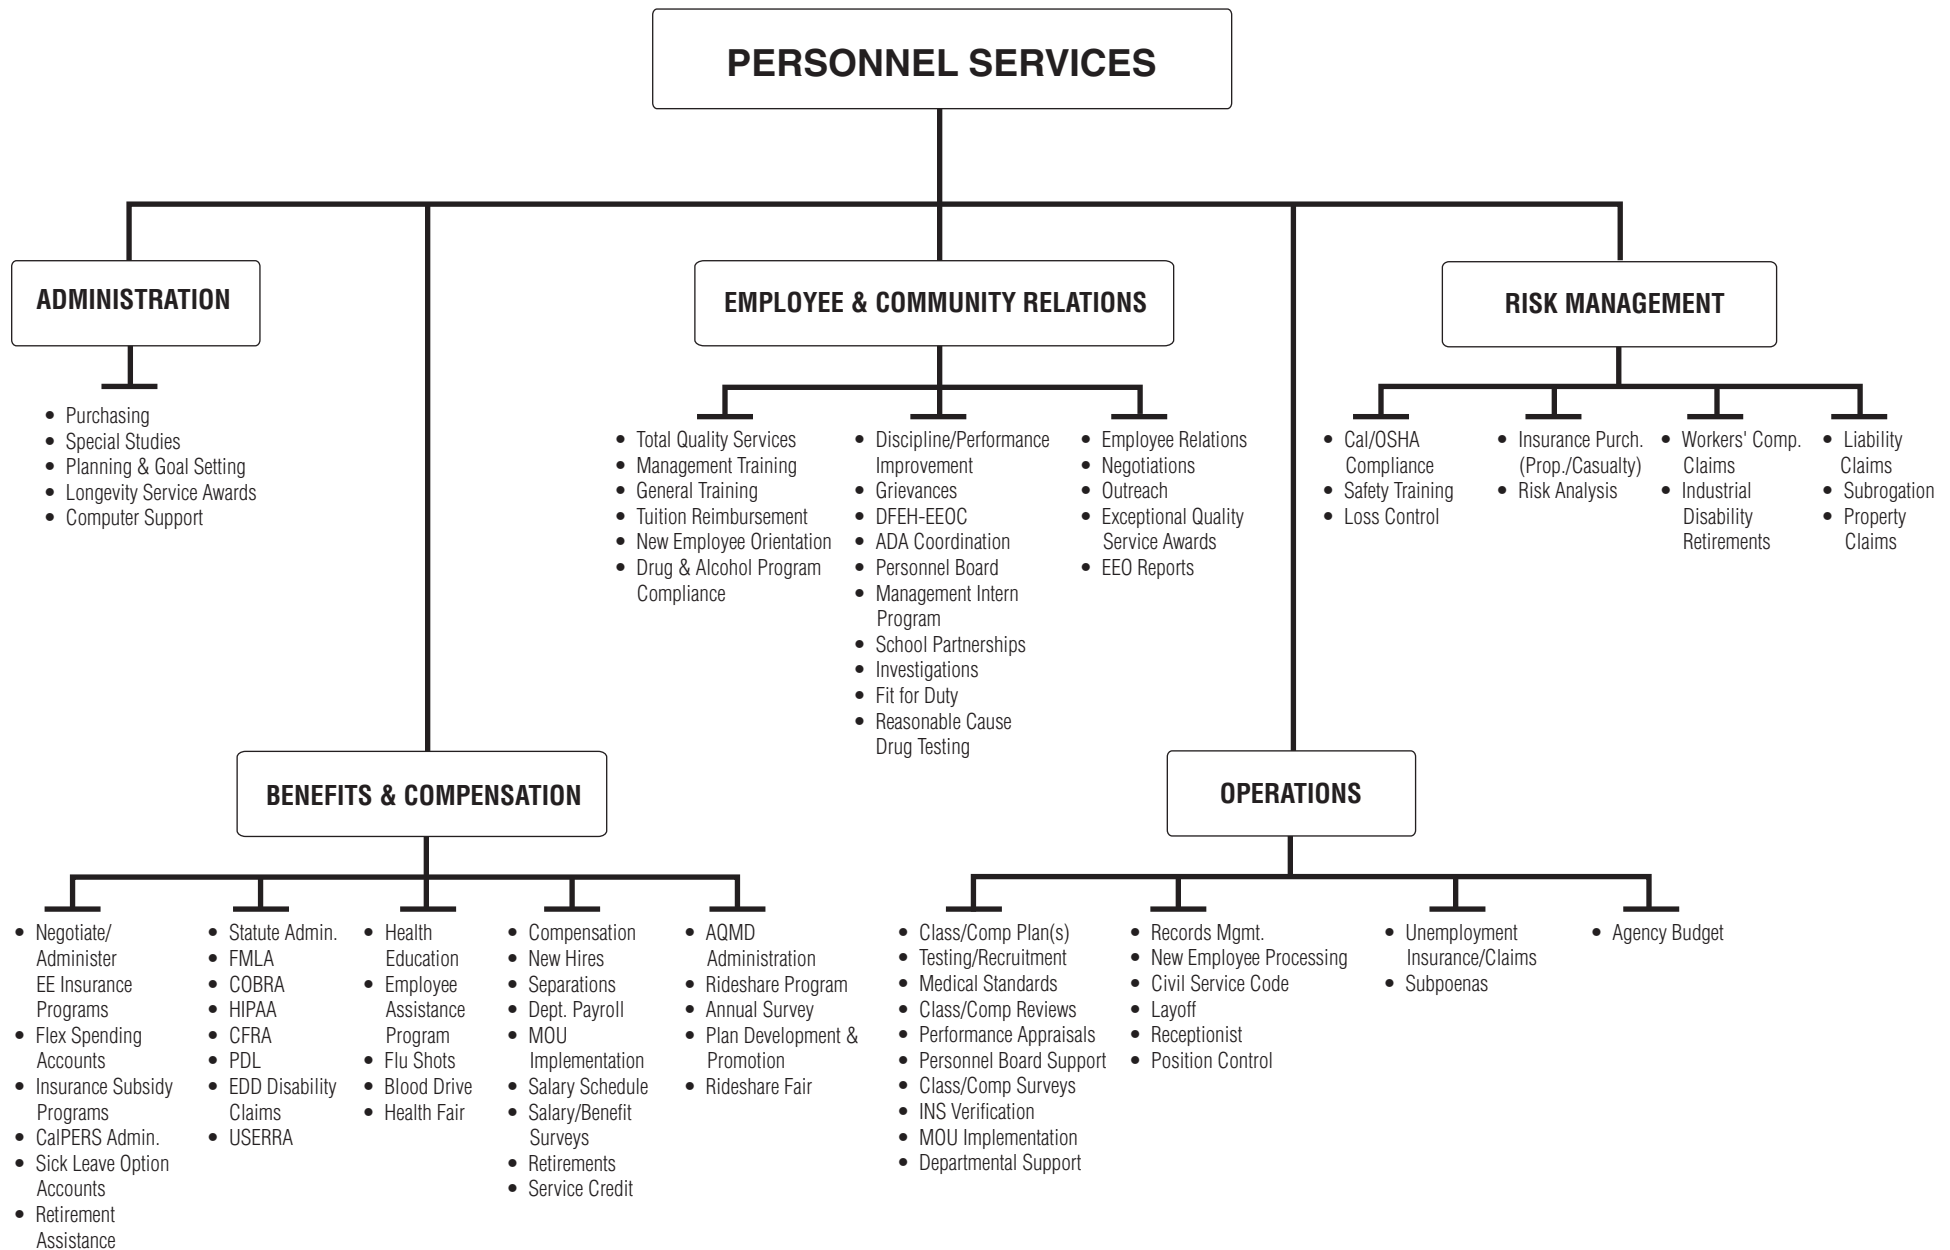 PERSONNEL SERVICES
ADMINISTRATION
• Purchasing
• Special Studies
• Planning & Goal Setting
• Longevity Service Awards
• Computer Support
EMPLOYEE & COMMUNITY RELATIONS
• Total Quality Services
• Management Training
• General Training
• Tuition Reimbursement
• New Employee Orientation
• Drug & Alcohol Program
Compliance
• Discipline/Performance
Improvement
• Grievances
• DFEH-EEOC
• ADA Coordination
• Personnel Board
• Management Intern
Program
• School Partnerships
• Investigations
• Fit for Duty
• Reasonable Cause
Drug Testing
• Employee Relations
• Negotiations
• Outreach
• Exceptional Quality
Service Awards
• EEO Reports
RISK MANAGEMENT
• Cal/OSHA
Compliance
• Safety Training
• Loss Control
• Insurance Purch.
(Prop./Casualty)
• Risk Analysis
• Workers' Comp.
Claims
• Industrial
Disability
Retirements
• Liability
Claims
• Subrogation
• Property
Claims
BENEFITS & COMPENSATION
• Negotiate/
Administer
EE Insurance
Programs
• Flex Spending
Accounts
• Insurance Subsidy
Programs
• CalPERS Admin.
• Sick Leave Option
Accounts
• Retirement
Assistance
• Statute Admin.
• FMLA
• COBRA
• HIPAA
• CFRA
• PDL
• EDD Disability
Claims
• USERRA
• Health
Education
• Employee
Assistance
Program
• Flu Shots
• Blood Drive
• Health Fair
• Compensation
• New Hires
• Separations
• Dept. Payroll
• MOU
Implementation
• Salary Schedule
• Salary/Benefit
Surveys
• Retirements
• Service Credit
• AQMD
Administration
• Rideshare Program
• Annual Survey
• Plan Development &
Promotion
• Rideshare Fair
OPERATIONS
• Class/Comp Plan(s)
• Testing/Recruitment
• Medical Standards
• Class/Comp Reviews
• Performance Appraisals
• Personnel Board Support
• Class/Comp Surveys
• INS Verification
• MOU Implementation
• Departmental Support
• Records Mgmt.
• New Employee Processing
• Civil Service Code
• Layoff
• Receptionist
• Position Control
• Unemployment
Insurance/Claims
• Subpoenas
• Agency Budget